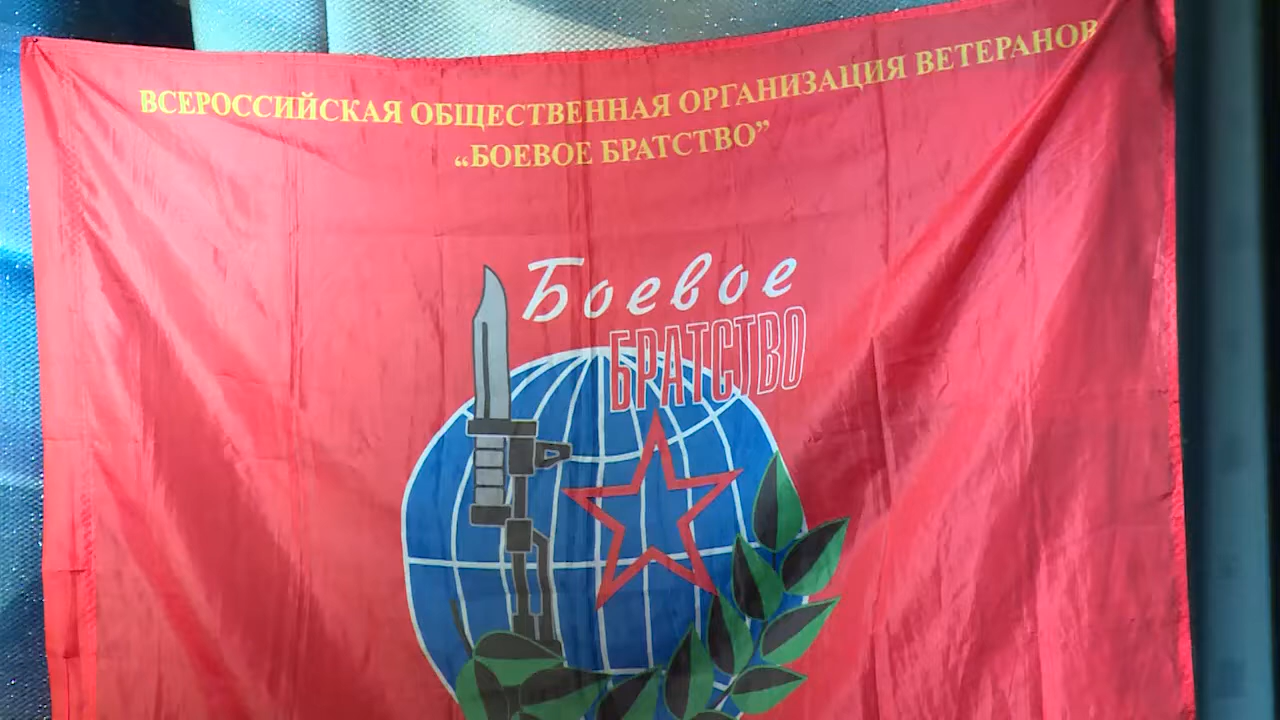 ВСЕРОССИЙСКАЯ ОБЩЕСТВЕННАЯ ОРГАНИЗАЦИЯ ВЕТЕРАНОВ
“БОЕВОЕ БРАТСТВО”
Боевое
БРАТСТВО